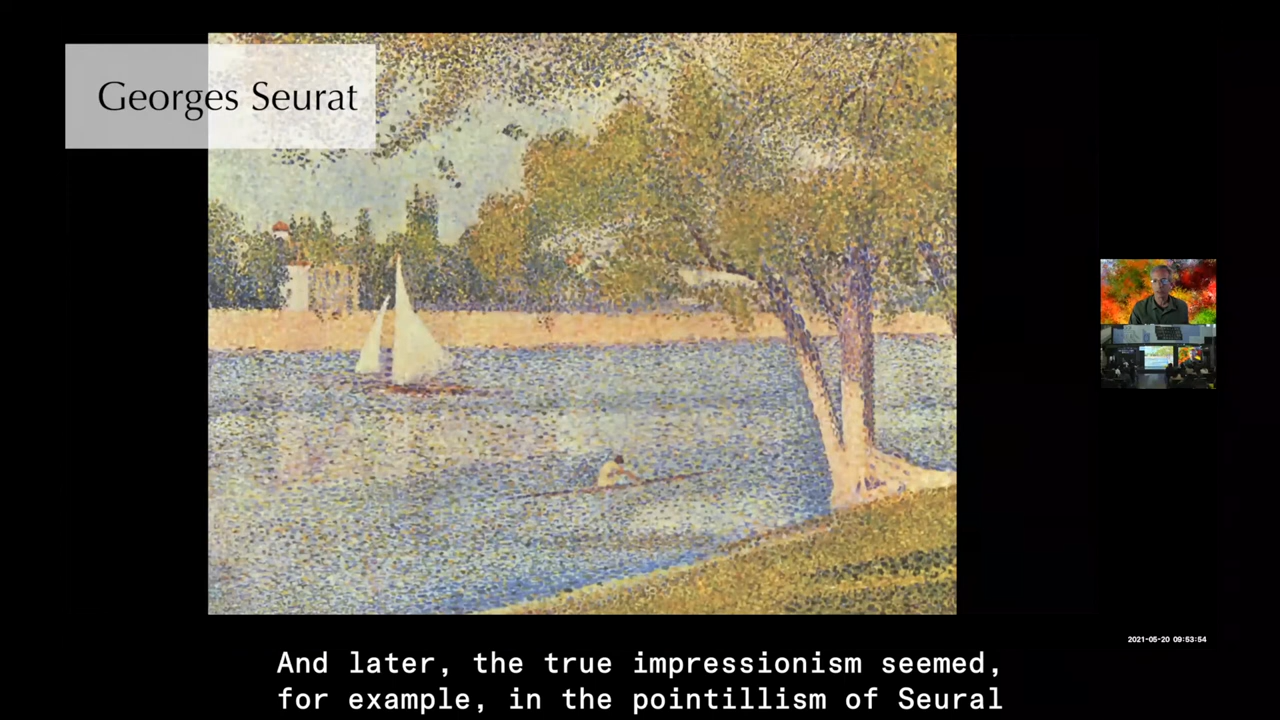 Georges Seurat
2021-05-20 09:53:54
And later, the true impressionism seemed,
for example, in the pointillism of Seural